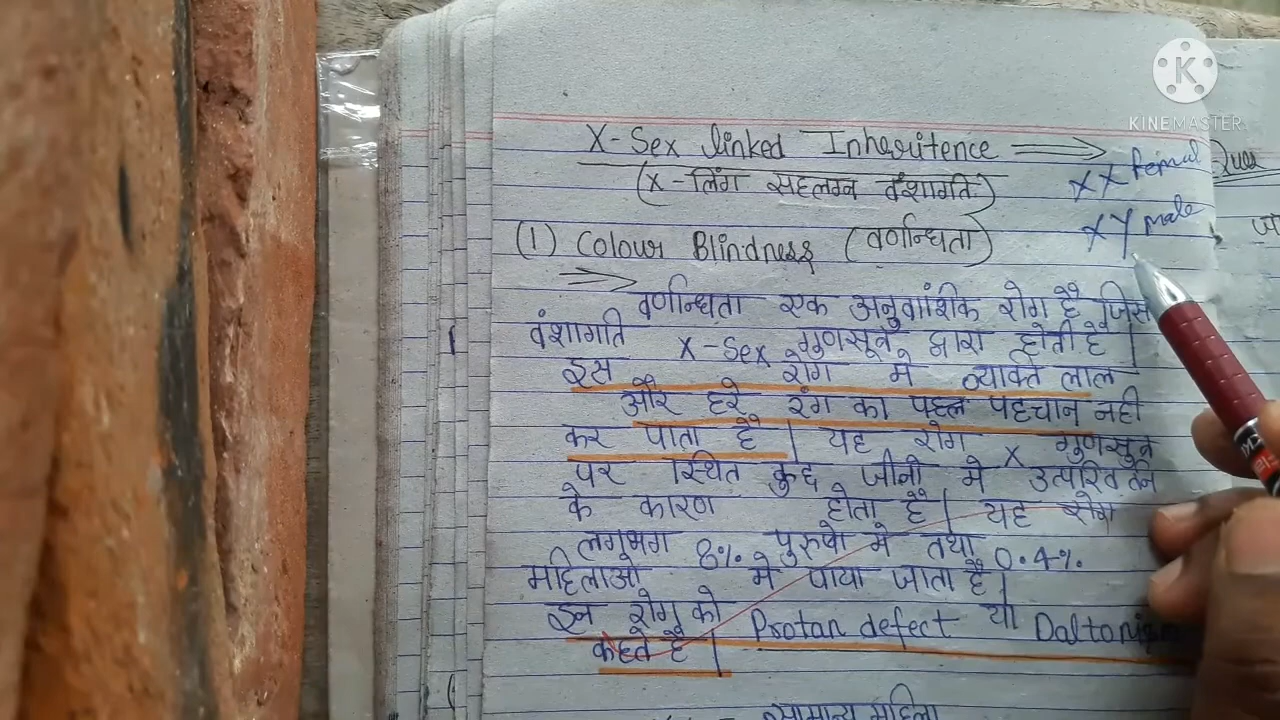 KINEMASTER
X-Sex linked Inheritence
XX Femal
Ques
(X-लिंग सहलग्न वंशागति)
XY male
(1) Colour Blindness (वर्णान्धिता)
वर्णान्धिता एक अनुवांशिक रोग है जिस
वंशागति X-Sex गुणसूत्र द्वारा होती है।
इस रोग मे व्यक्ति लाल
और हरे रंग का पहल पहचान नही
कर पाता है। यह रोग X गुणसूत्र
पर स्थित कुछ जीनो मे उत्परिवर्तन
के कारण होता है। यह रोग
लगभग 8% पुरुषो मे तथा 0.4%
महिलाओ मे पाया जाता है।
इन रोग को Protan defect या Daltonism
कहते है।
सामान्य महिला